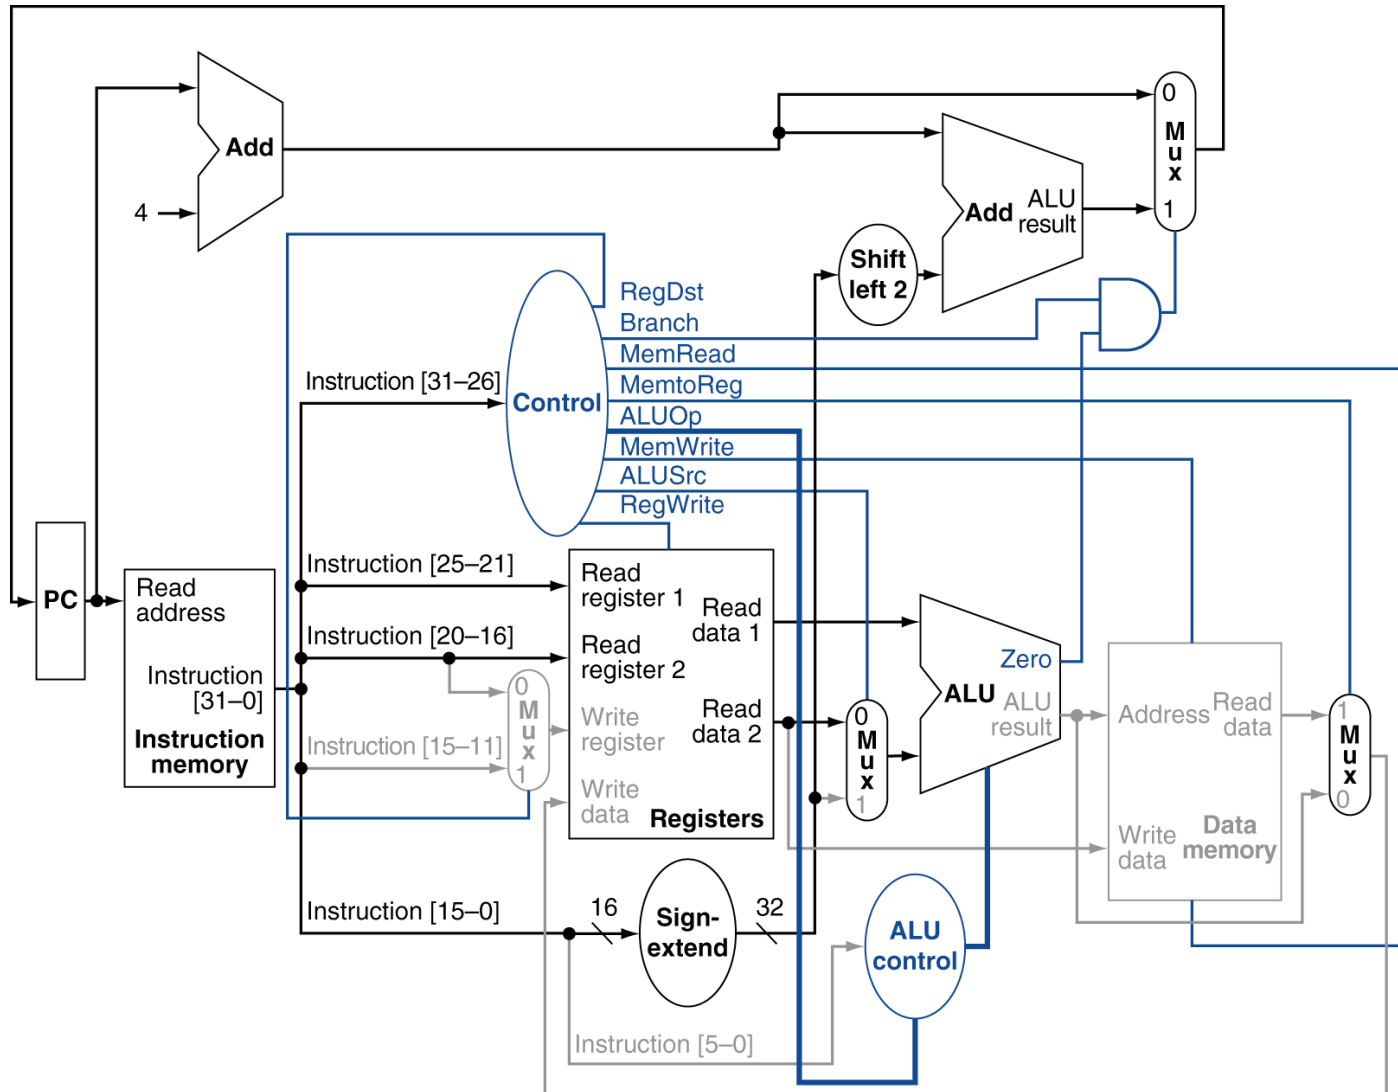 0
M
u
x
1
Add
4
Add
ALU
result
Shift
left 2
RegDst
Branch
MemRead
MemtoReg
ALUOp
MemWrite
ALUSrc
RegWrite
Control
Instruction [31–26]
Instruction [25–21]
Instruction [20–16]
Instruction [15–11]
Instruction [15–0]
Instruction [5–0]
PC
Read
address
Instruction
[31–0]
Instruction
memory
0
M
u
x
1
Read
register 1
Read
register 2
Write
register
Write
data
Read
data 1
Read
data 2
Registers
0
M
u
x
1
Zero
ALU
ALU
result
Address
Read
data
Write
data
Data
memory
1
M
u
x
0
16
Sign-
extend
32
ALU
control